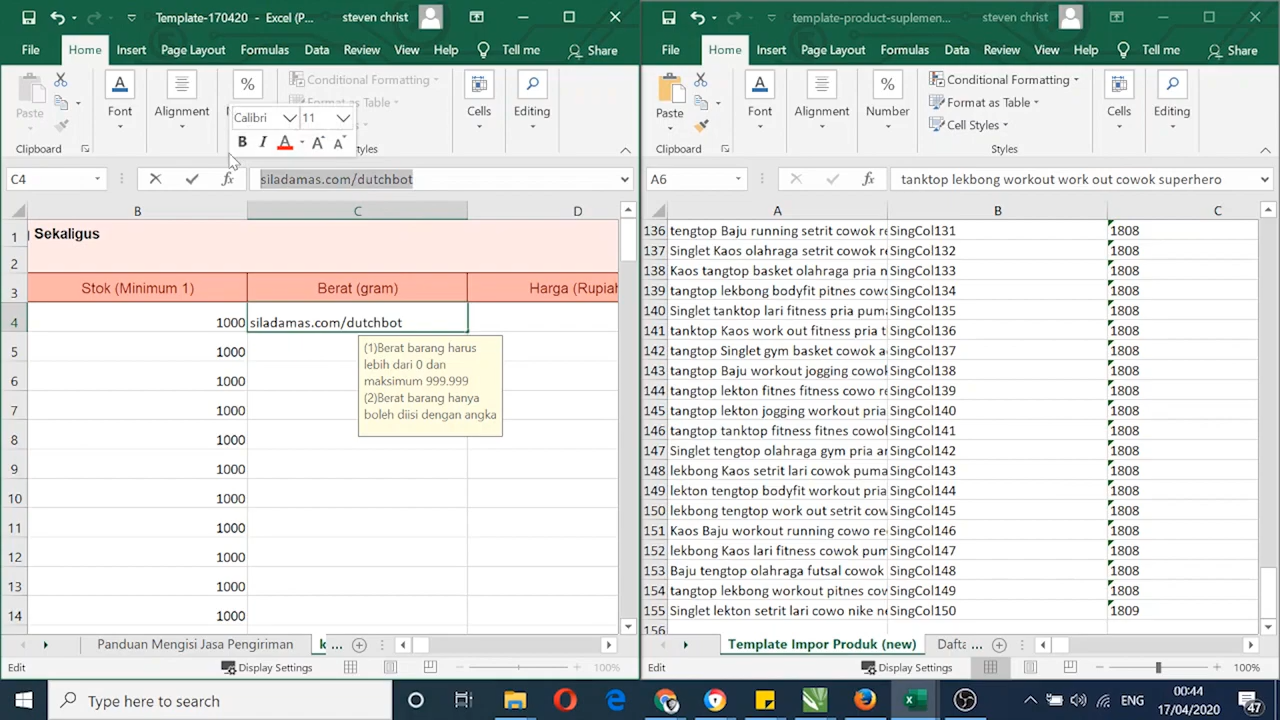 Template-170420 - Excel (P...
steven christ
File
Home
Insert
Page Layout
Formulas
Data
Review
View
Help
Tell me
Share
Paste
Font
Alignment
%
Conditional Formatting
Format as Table
Cells
Editing
Calibri
11
B
I
A
A
A
Clipboard
C4
fx
siladamas.com/dutchbot
B
C
D
1
Sekaligus
2
3
Stok (Minimum 1)
Berat (gram)
Harga (Rupiah
4
1000
siladamas.com/dutchbot
5
1000
6
1000
7
1000
8
1000
9
1000
10
1000
11
1000
12
1000
13
1000
14
1000
(1)Berat barang harus
lebih dari 0 dan
maksimum 999.999
(2)Berat barang hanya
boleh diisi dengan angka
Panduan Mengisi Jasa Pengiriman
...
Edit
Display Settings
100%
template-product-suplemen...
steven christ
File
Home
Insert
Page Layout
Formulas
Data
Review
View
Help
Tell me
Share
Paste
Font
Alignment
%
Number
Conditional Formatting
Format as Table
Cell Styles
Cells
Editing
Clipboard
Styles
A6
fx
tanktop lekbong workout work out cowok superhero
A
B
C
136
tengtop Baju running setrit cowok re
SingCol131
1808
137
Singlet Kaos olahraga setrit cowok re
SingCol132
1808
138
Kaos tangtop basket olahraga pria n
SingCol133
1808
139
tangtop lekbong bodyfit pitnes cow
SingCol134
1808
140
Singlet tanktop lari fitness pria puma
SingCol135
1808
141
tanktop Kaos work out fitness pria t
SingCol136
1808
142
tangtop Singlet gym basket cowok a
SingCol137
1808
143
tangtop Baju workout jogging cowok
SingCol138
1808
144
tangtop lekton fitnes fitness cowo r
SingCol139
1808
145
tangtop lekton jogging workout pria
SingCol140
1808
146
tangtop tanktop fitness fitnes cowo
SingCol141
1808
147
Singlet tengtop olahraga gym pria a
SingCol142
1808
148
lekbong Kaos setrit lari cowok puma
SingCol143
1808
149
lekton tengtop bodyfit workout pria
SingCol144
1808
150
lekbong tengtop work out setrit cow
SingCol145
1808
151
Kaos Baju workout running cowo re
SingCol146
1808
152
lekbong Kaos lari fitness cowok pum
SingCol147
1808
153
Baju tengtop olahraga futsal cowok
SingCol148
1808
154
tangtop lekbong workout pitnes cow
SingCol149
1808
155
Singlet lekton setrit lari cowo nike n
SingCol150
1809
156
Template Impor Produk (new)
Dafta ...
Edit
Display Settings
100%
Type here to search
ENG
00:44
17/04/2020